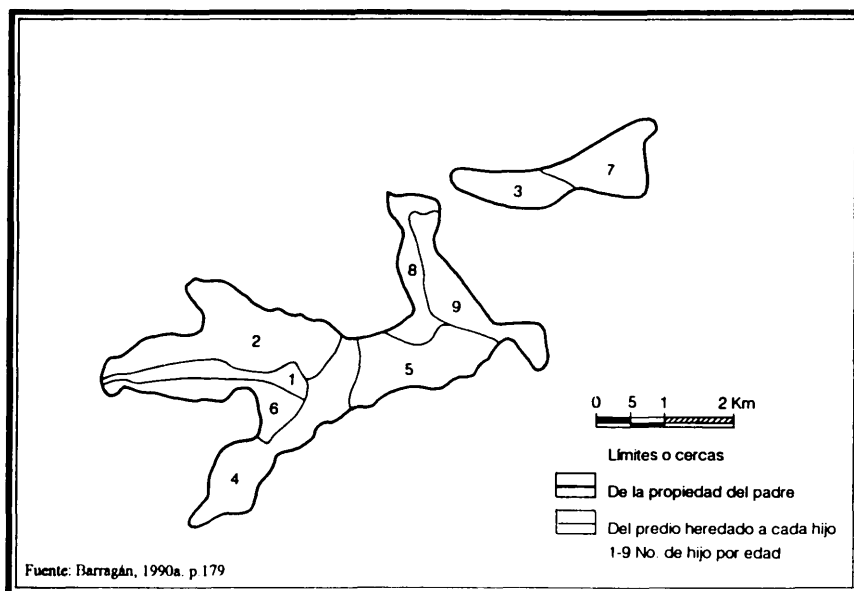 7
3
8
9
2
5
1
6
4
0 5 1 2 Km
Límites o cercas
De la propiedad del padre
Del predio heredado a cada hijo
1-9 No. de hijo por edad
Fuente: Barragán, 1990a. p.179